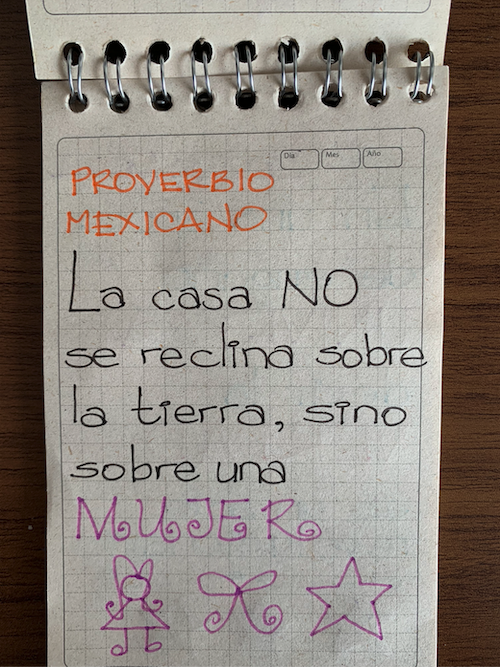 Día Mes Año
PROVERBIO
MEXICANO
La casa NO
se reclina sobre
la tierra, sino
sobre una
MUJER